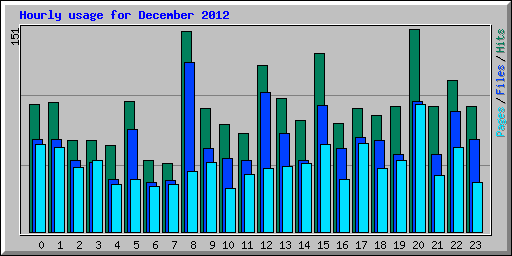 Hourly usage for December 2012
151
Pages/Files/Hits
0 1 2 3 4 5 6 7 8 9 10 11 12 13 14 15 16 17 18 19 20 21 22 23